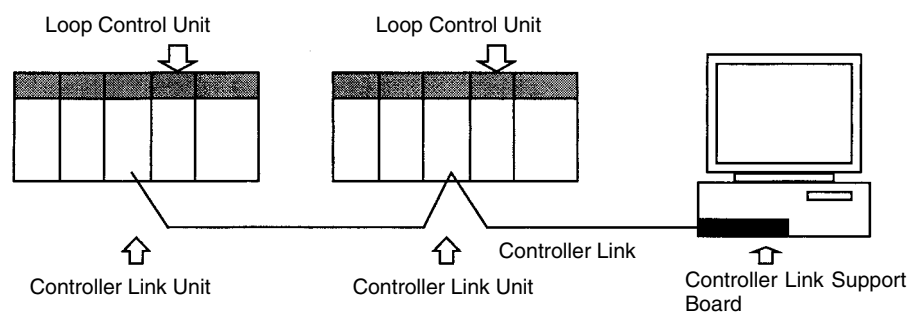 Loop Control Unit
Loop Control Unit
Controller Link
Controller Link Unit
Controller Link Unit
Controller Link Support
Board